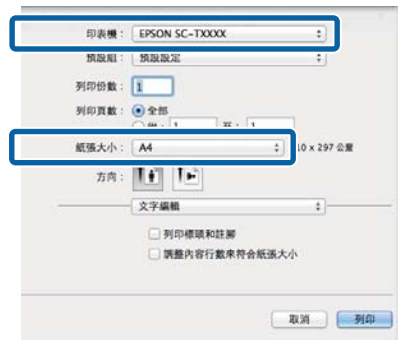 印表機： EPSON SC-TXXXX
預設組： 預設設定
列印份數： 1
列印頁數： 全部
1 至： 1
紙張大小： A4 10 x 297 公釐
方向：
文字編輯
列印標頭和註腳
調整內容行數來符合紙張大小
取消 列印